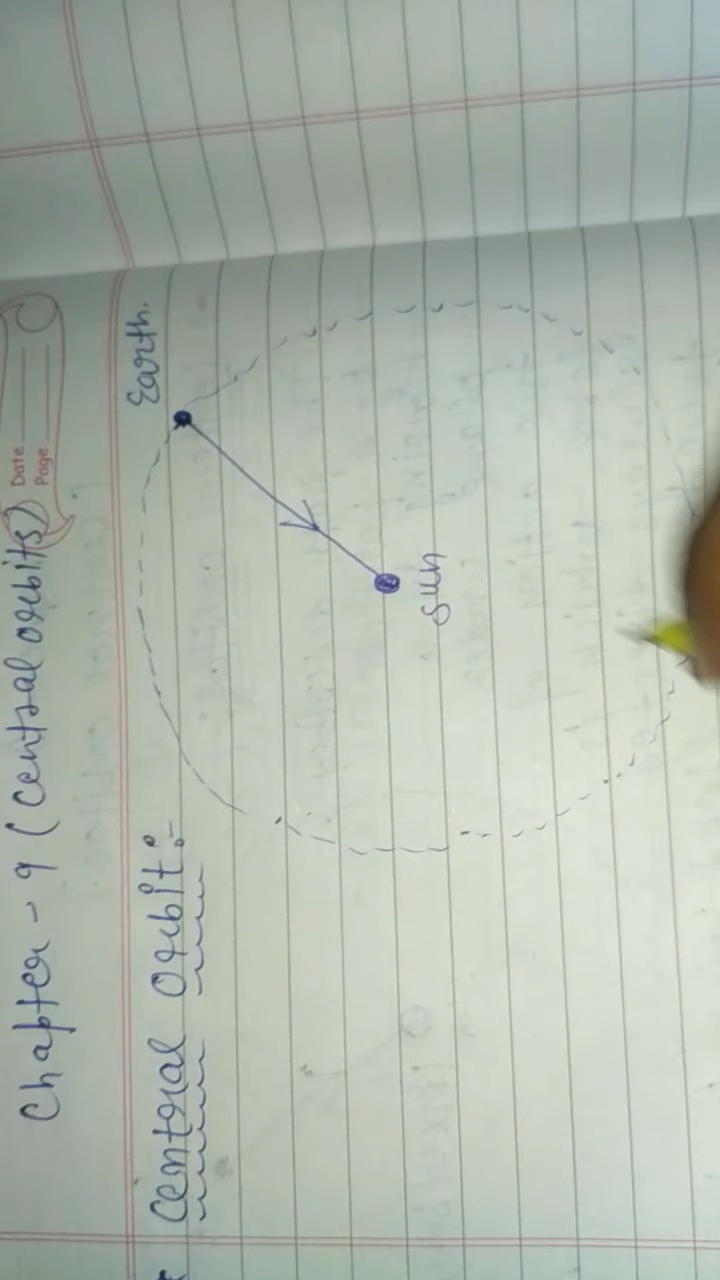 Date
Page
Chapter - 9 (Central orbits)
Central orbit :-
Earth.
Sun